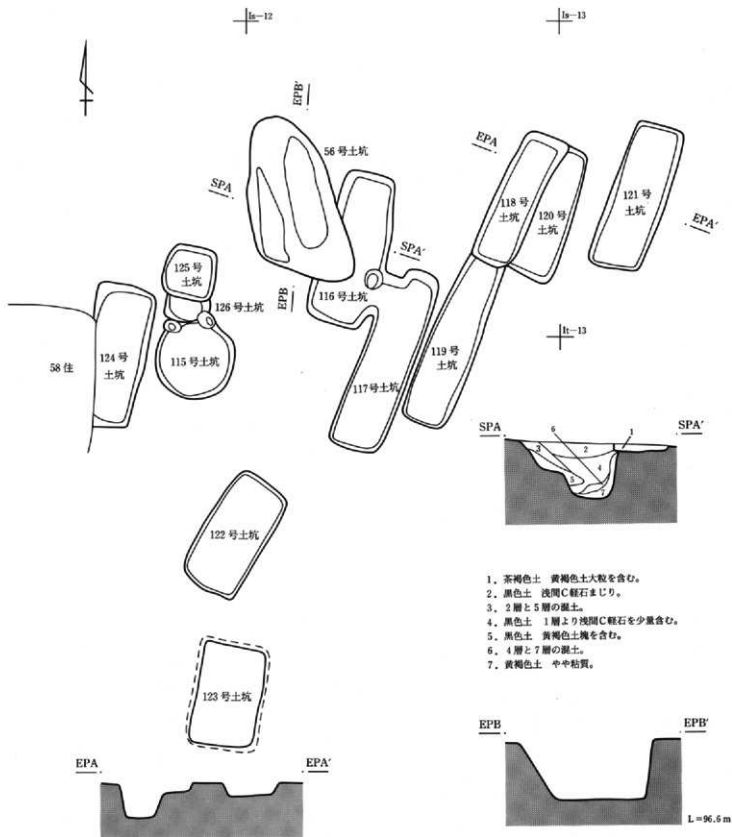 Is―12
Is―13
EPB′
56号土坑
SPA
EPA
118号
土坑
120号
土坑
121号
土坑
EPA′
SPA′
125号
土坑
EPB
116号土坑
126号土坑
It―13
58住
124号
土坑
115号土坑
119号
土坑
117号土坑
SPA
SPA′
6
1
3
2
4
5
7
122号土坑
1．茶褐色土　黄褐色土大粒を含む。
2．黒色土　浅間C軽石まじり。
3．2層と5層の混土。
4．黒色土　1層より浅間C軽石を少量含む。
5．黒色土　黄褐色土塊を含む。
6．4層と7層の混土。
7．黄褐色土　やや粘質。
123号土坑
EPA
EPA′
EPB
EPB′
L=96.6m